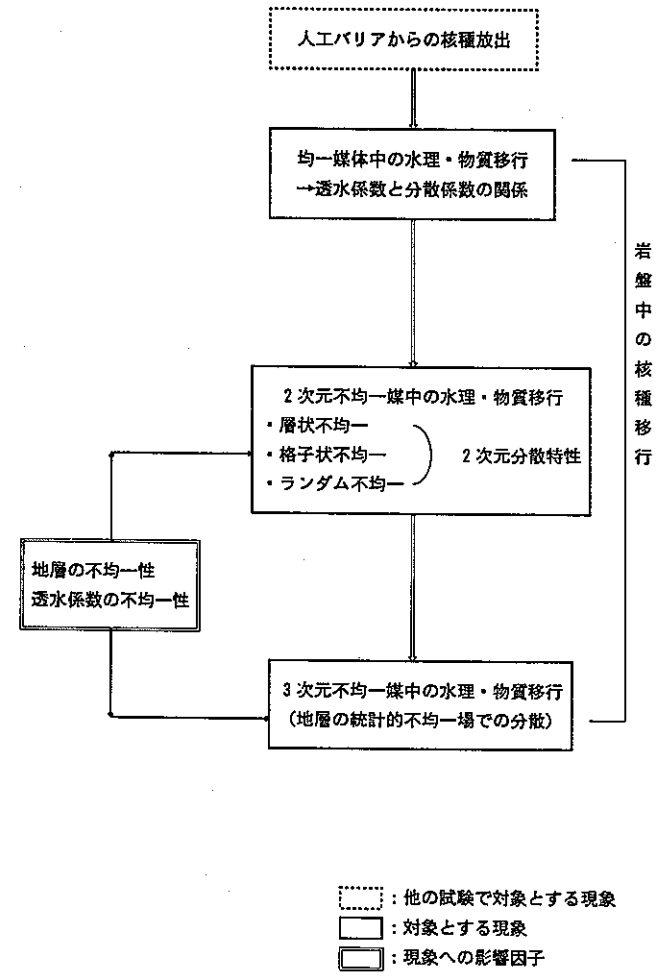 人工バリアからの核種放出
均一媒体中の水理・物質移行
→透水係数と分散係数の関係
岩盤中の核種移行
2次元不均一媒中の水理・物質移行
・層状不均一
・格子状不均一
・ランダム不均一
2次元分散特性
地層の不均一性
透水係数の不均一性
3次元不均一媒中の水理・物質移行
(地層の統計的不均一場での分散)
:他の試験で対象とする現象
:対象とする現象
:現象への影響因子